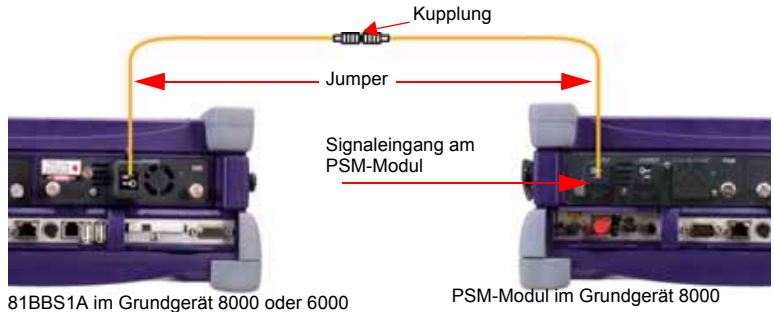 Kupplung
Jumper
Signaleingang am
PSM-Modul
81BBS1A im Grundgerät 8000 oder 6000
PSM-Modul im Grundgerät 8000